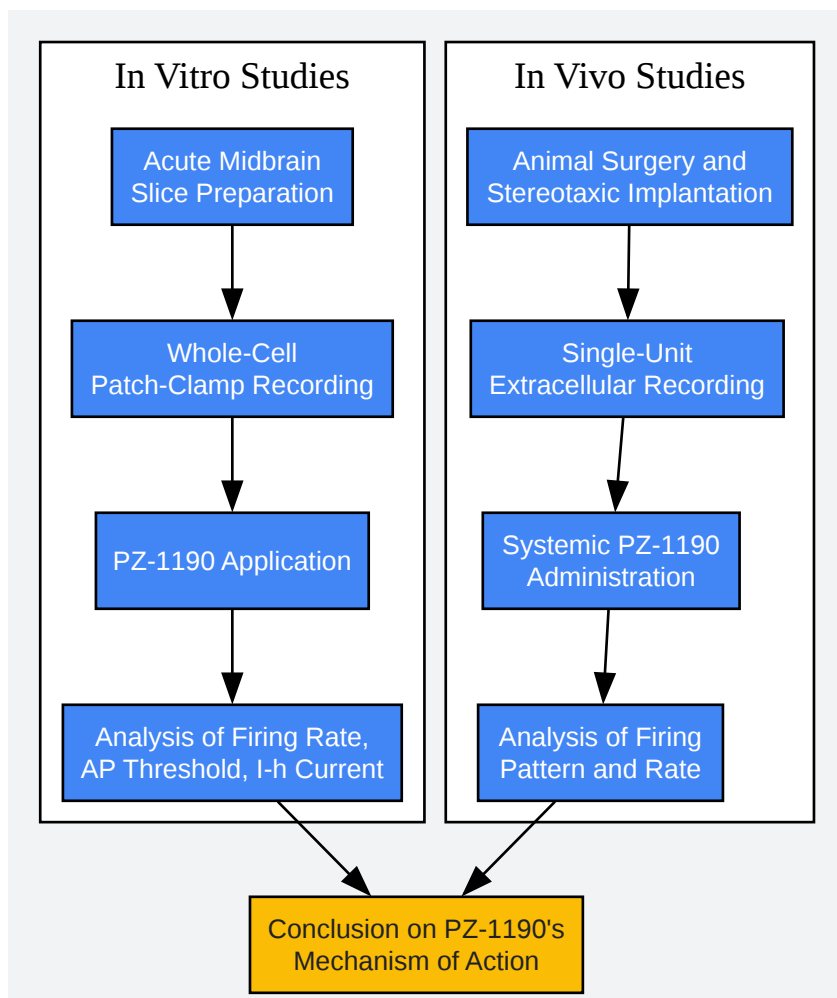 In Vitro Studies
Acute Midbrain
Slice Preparation
Whole-Cell
Patch-Clamp Recording
PZ-1190 Application
Analysis of Firing Rate,
AP Threshold, I-h Current
In Vivo Studies
Animal Surgery and
Stereotaxic Implantation
Single-Unit
Extracellular Recording
Systemic PZ-1190
Administration
Analysis of Firing
Pattern and Rate
Conclusion on PZ-1190's
Mechanism of Action